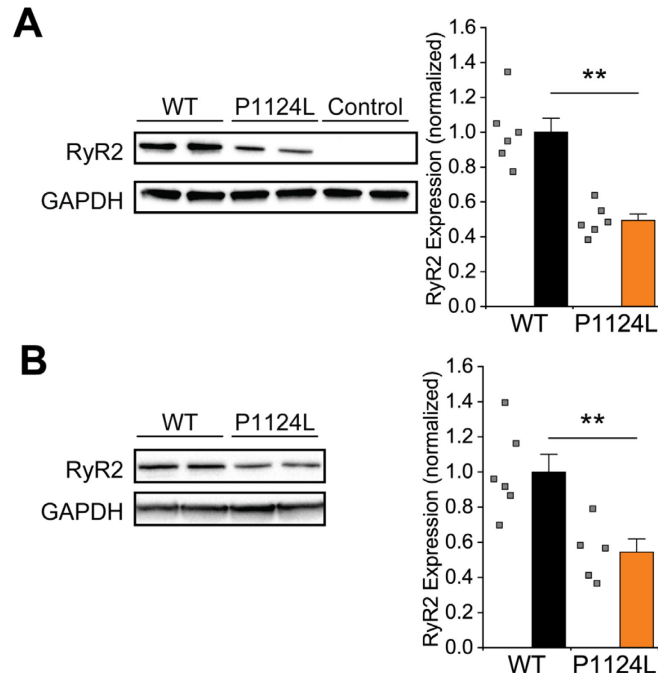 A
WT P1124L Control
RyR2
GAPDH
RyR2 Expression (normalized)
1.6
1.4
1.2
1.0
0.8
0.6
0.4
0.2
0.0
**
WT P1124L
B
WT P1124L
RyR2
GAPDH
RyR2 Expression (normalized)
1.6
1.4
1.2
1.0
0.8
0.6
0.4
0.2
0.0
**
WT P1124L